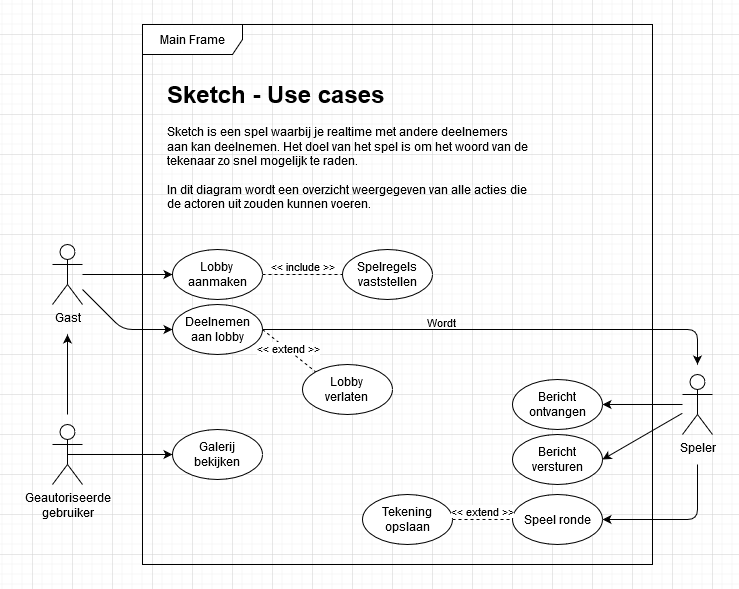 Main Frame
Sketch - Use cases
Sketch is een spel waarbij je realtime met andere deelnemers
aan kan deelnemen. Het doel van het spel is om het woord van de
tekenaar zo snel mogelijk te raden.
In dit diagram wordt een overzicht weergegeven van alle acties die
de actoren uit zouden kunnen voeren.
Gast
Lobby
aanmaken
<< include >>
Spelregels
vaststellen
Deelnemen
aan lobby
Wordt
<< extend >>
Lobby
verlaten
Bericht
ontvangen
Speler
Galerij
bekijken
Bericht
versturen
Geautoriseerde
gebruiker
Tekening
opslaan
<< extend >>
Speel ronde